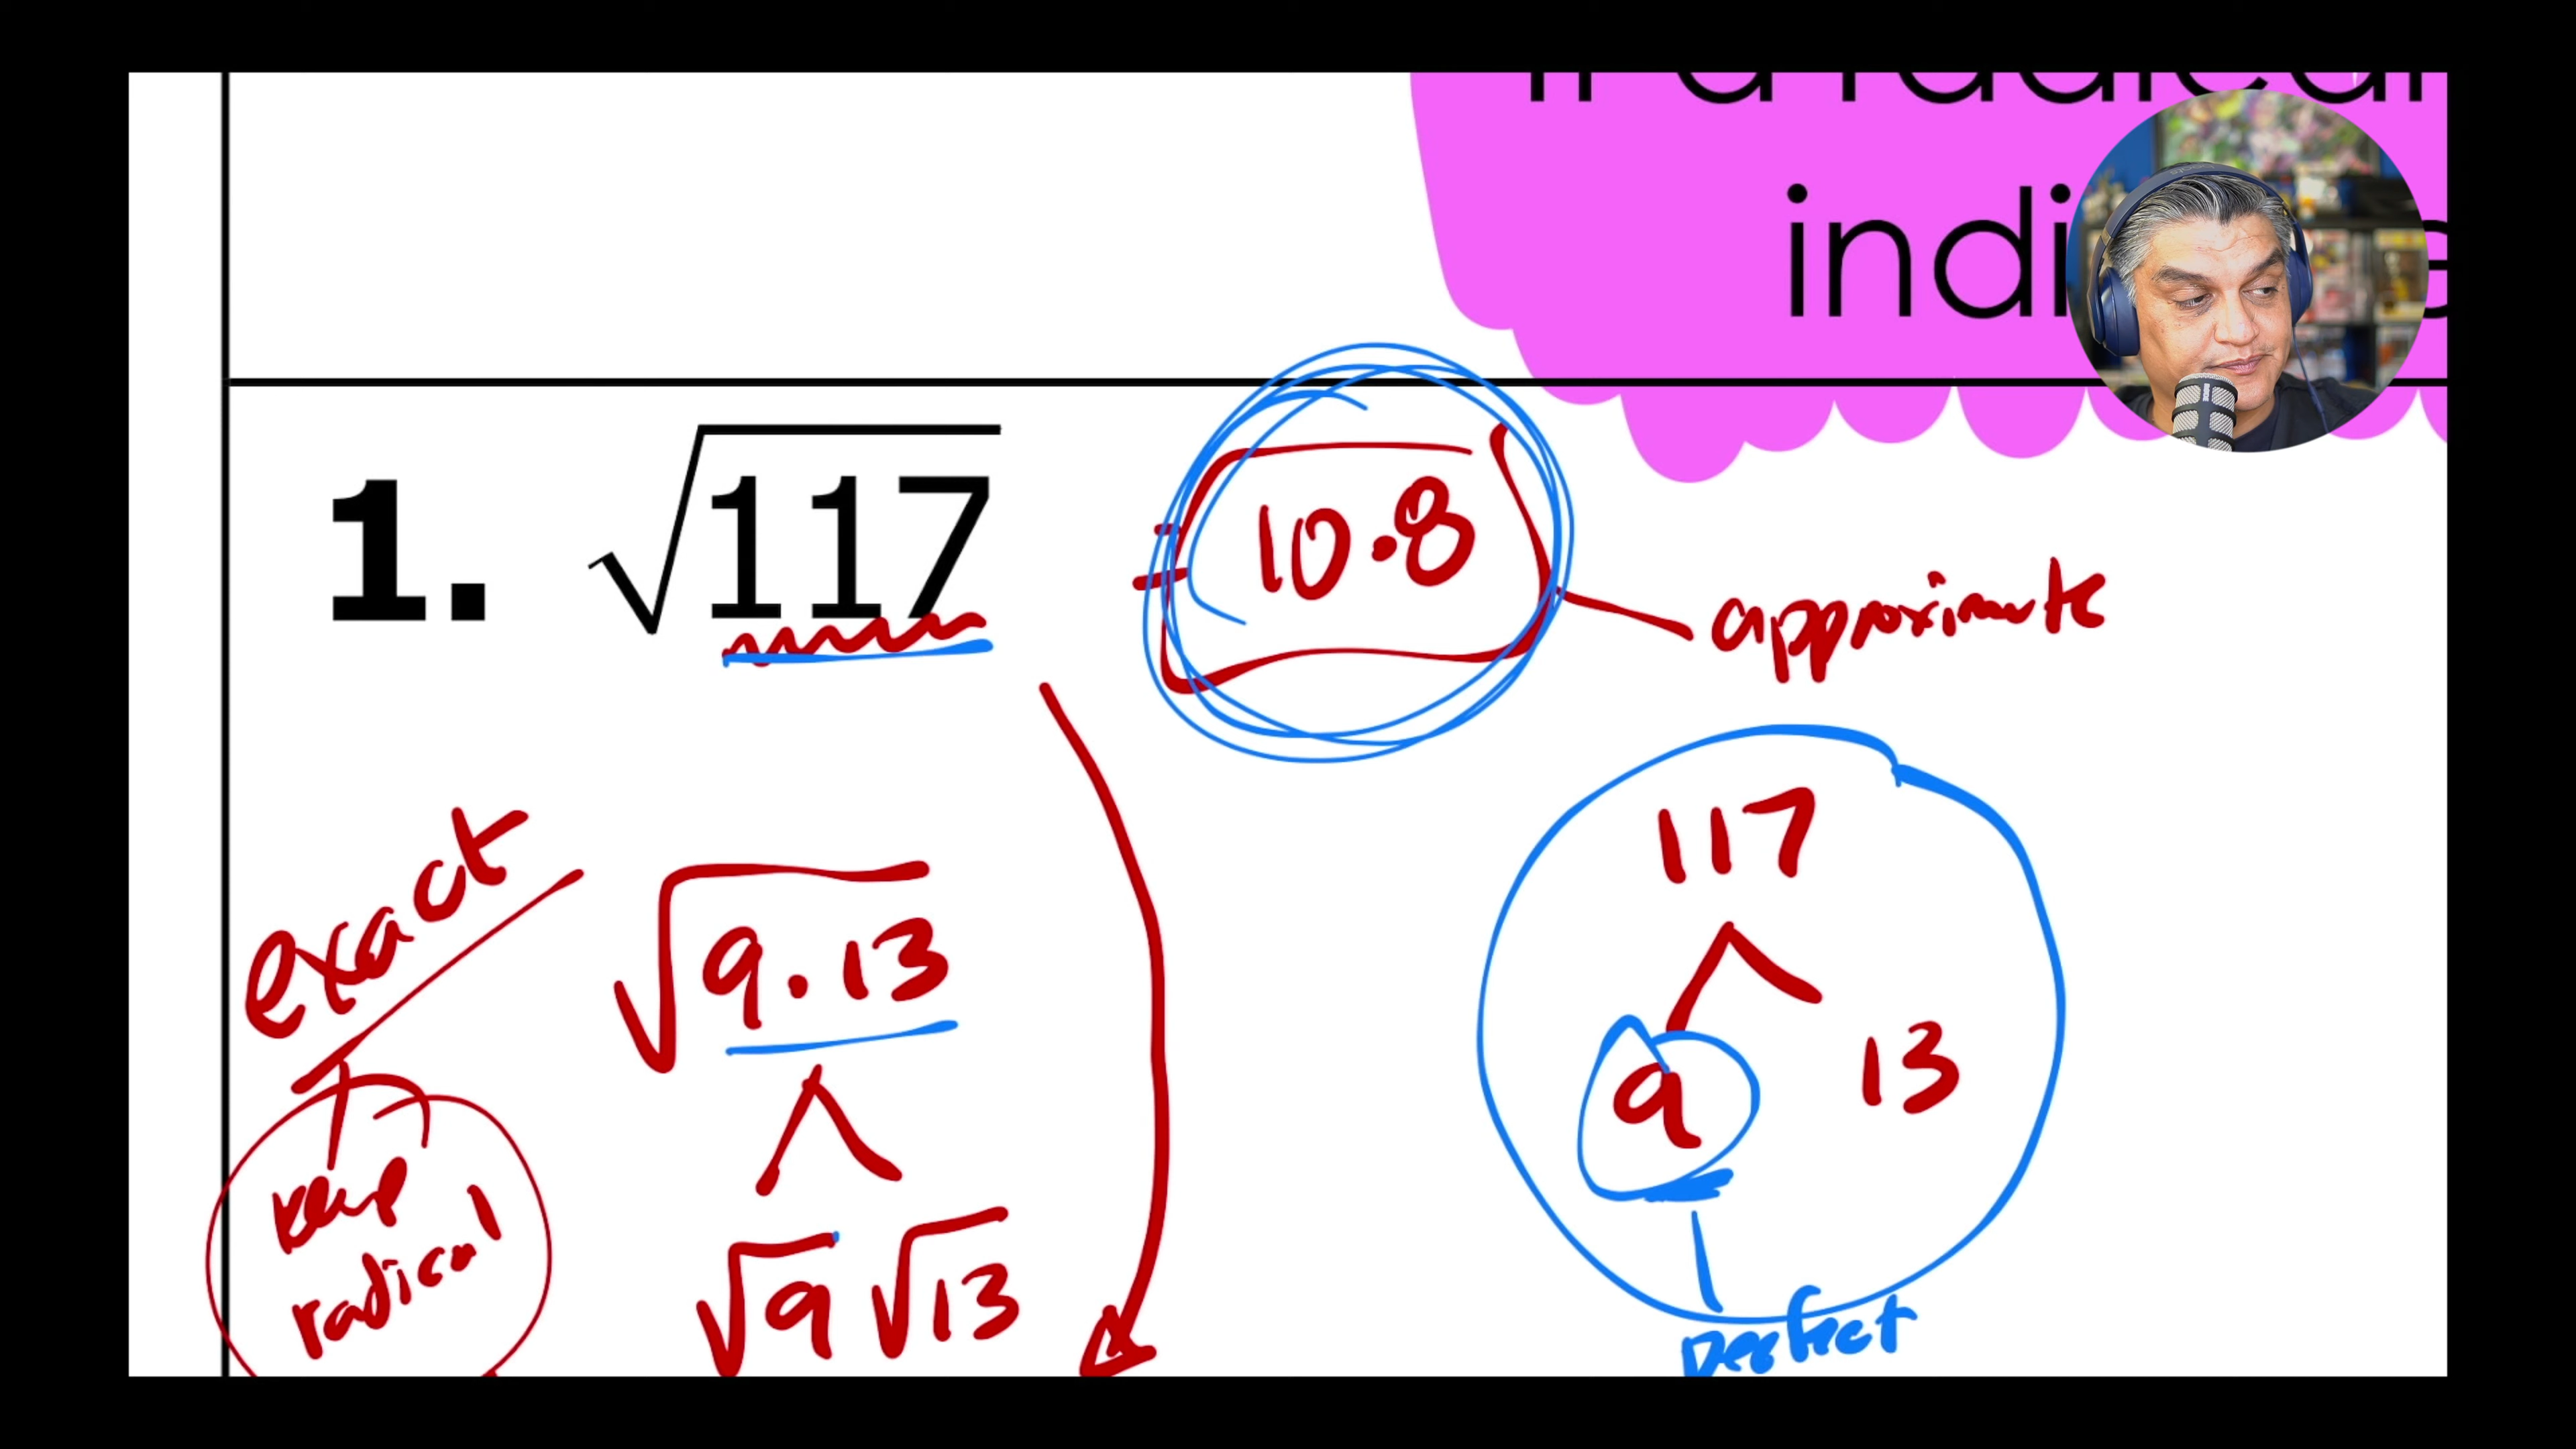 indi
1. √117 = 10.8
approximate
exact
√9·13
117
9 13
keep
radical
√9 √13
perfect